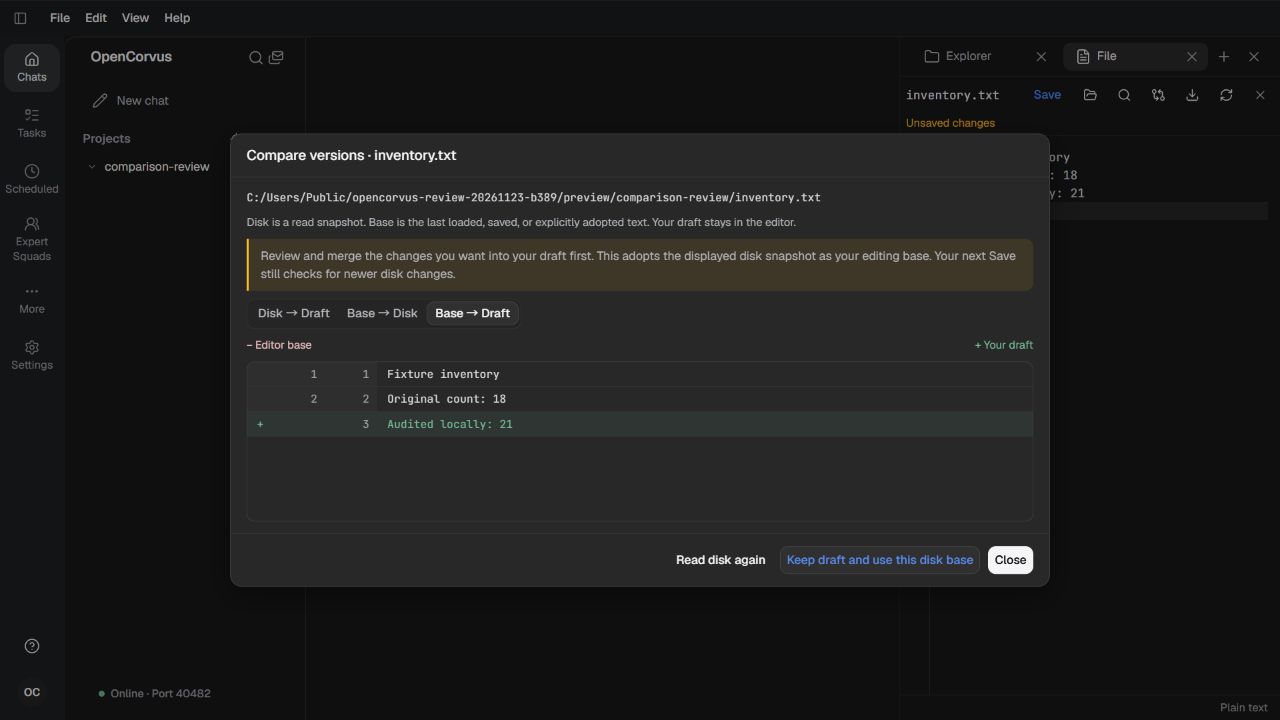 File Edit View Help
OpenCorvus
Chats
New chat
Tasks
Projects
comparison-review
Scheduled
Expert
Squads
More
Settings
OC
Online · Port 40482
Explorer
File
inventory.txt Save
Unsaved changes
ory
: 18
y: 21
Compare versions · inventory.txt
C:/Users/Public/opencorvus-review-20261123-b389/preview/comparison-review/inventory.txt
Disk is a read snapshot. Base is the last loaded, saved, or explicitly adopted text. Your draft stays in the editor.
Review and merge the changes you want into your draft first. This adopts the displayed disk snapshot as your editing base. Your next Save
still checks for newer disk changes.
Disk → Draft Base → Disk Base → Draft
− Editor base + Your draft
1 1 Fixture inventory
2 2 Original count: 18
+ 3 Audited locally: 21
Read disk again Keep draft and use this disk base Close
Plain text